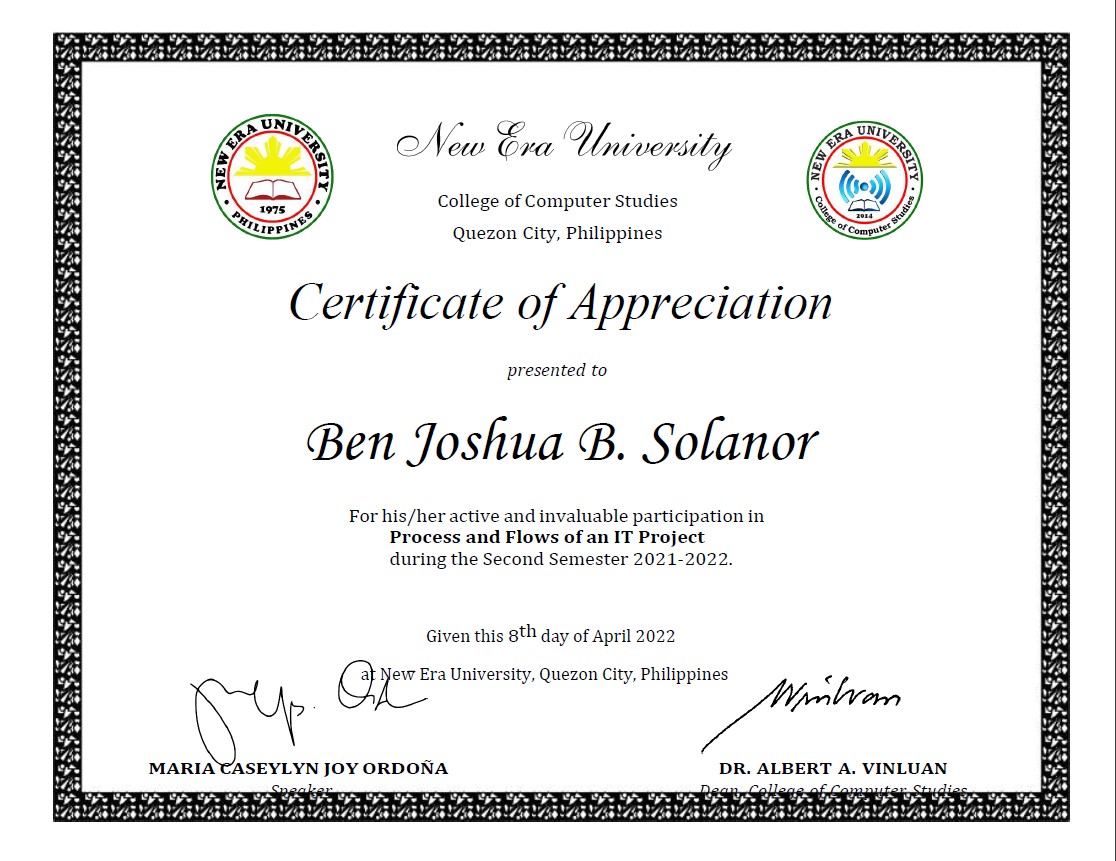 NEW ERA UNIVERSITY
1975
PHILIPPINES
New Era University
College of Computer Studies
Quezon City, Philippines
NEW ERA UNIVERSITY
2014
College of Computer Studies
Certificate of Appreciation
presented to
Ben Joshua B. Solanor
For his/her active and invaluable participation in
Process and Flows of an IT Project
during the Second Semester 2021-2022.
Given this 8th day of April 2022
at New Era University, Quezon City, Philippines
MARIA CASEYLYN JOY ORDOÑA
Speaker
DR. ALBERT A. VINLUAN
Dean, College of Computer Studies